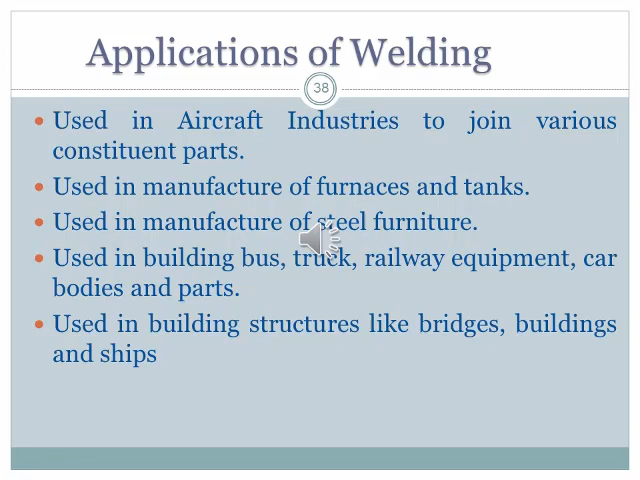 Applications of Welding
38
• Used in Aircraft Industries to join various
constituent parts.
• Used in manufacture of furnaces and tanks.
• Used in manufacture of steel furniture.
• Used in building bus, truck, railway equipment, car
bodies and parts.
• Used in building structures like bridges, buildings
and ships